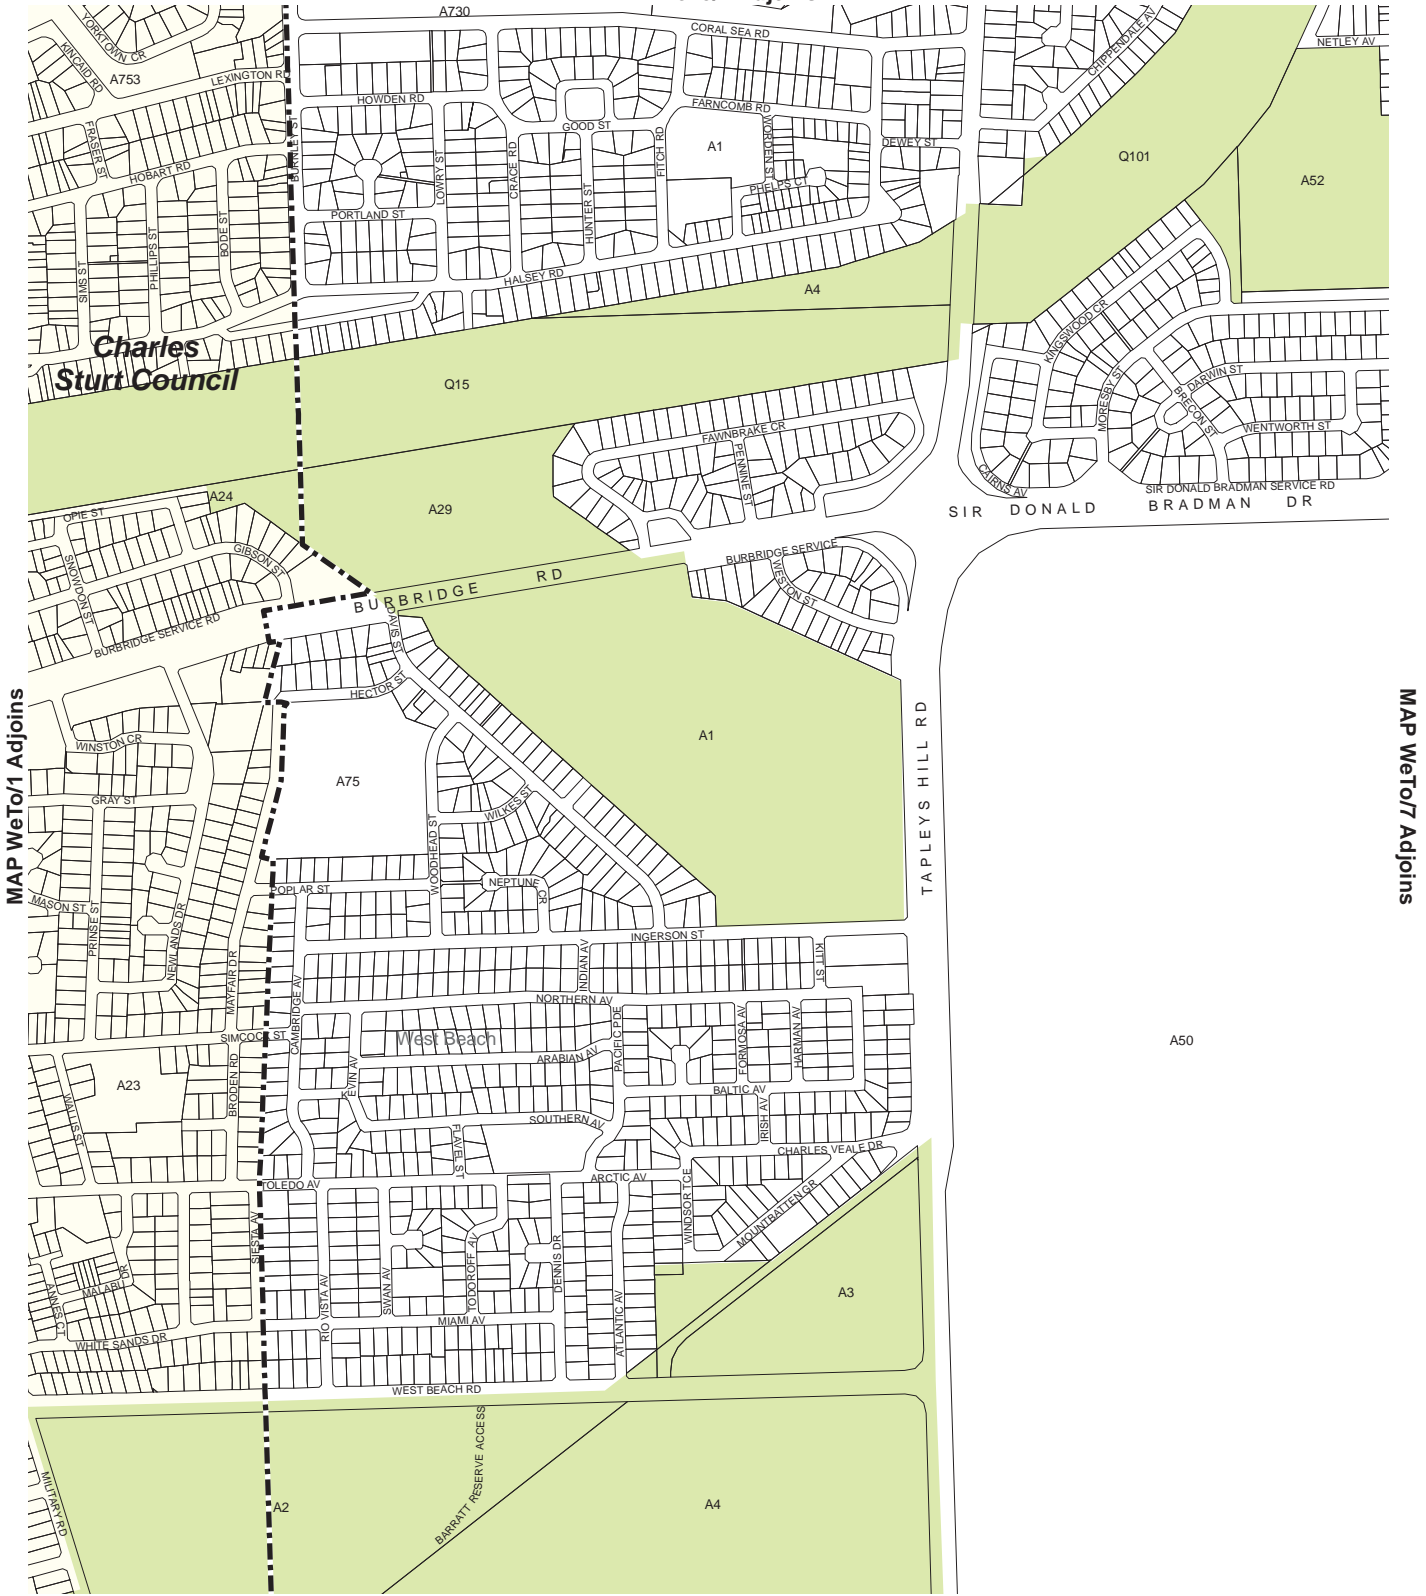 A730
CORAL SEA RD
CHIPPENDALE AV
NETLEY AV
YORKTOWN CR
KINCAID RD
A753
LEXINGTON RD
HOWDEN RD
FARNCOMB RD
GOOD ST
WORDEN ST
A1
DEWEY ST
Q101
A52
FRASER ST
HOBART RD
BURNLEY ST
LOWRY ST
CRACE RD
FITCH RD
PHELPS CT
HUNTER ST
PORTLAND ST
BODE ST
PHILLIPS ST
SIMS ST
HALSEY RD
A4
KINGSWOOD CR
Charles
Sturt Council
Q15
MORESBY ST
DARWIN ST
BRECON ST
WENTWORTH ST
FAWNBRAKE CR
PENNINE ST
CAIRNS AV
SIR DONALD BRADMAN SERVICE RD
SIR DONALD BRADMAN DR
A24
OPIE ST
A29
GIBSON ST
SNOWDON ST
BURBRIDGE SERVICE RD
BURBRIDGE RD
BURBRIDGE SERVICE
WESTON ST
DAVIS ST
HECTOR ST
MAP WeTo/1 Adjoins
MAP WeTo/7 Adjoins
TAPLEYS HILL RD
A1
A75
WINSTON CR
GRAY ST
WILKES ST
WOODHEAD ST
POPLAR ST
NEPTUNE CR
MASON ST
PRINSE ST
NEWLANDS DR
MAYFAIR DR
INGERSON ST
INDIAN AV
KITT ST
CAMBRIDGE AV
NORTHERN AV
PACIFIC PDE
FORMOSA AV
HARMAN AV
SIMCOCK ST
West Beach
ARABIAN AV
A50
KEVIN AV
A23
BRODEN RD
WALLIS ST
BALTIC AV
IRISH AV
SOUTHERN AV
FLAVEL ST
CHARLES VEALE DR
TOLEDO AV
ARCTIC AV
WINDSOR TCE
MOUNTBATTEN GR
SIESTA AV
RIO VISTA AV
SWAN AV
TODOROFF AV
DENNIS DR
ATLANTIC AV
MALABU DR
ANNES CT
WHITE SANDS DR
MIAMI AV
A3
WEST BEACH RD
BARRATT RESERVE ACCESS
MILITARY RD
A2
A4